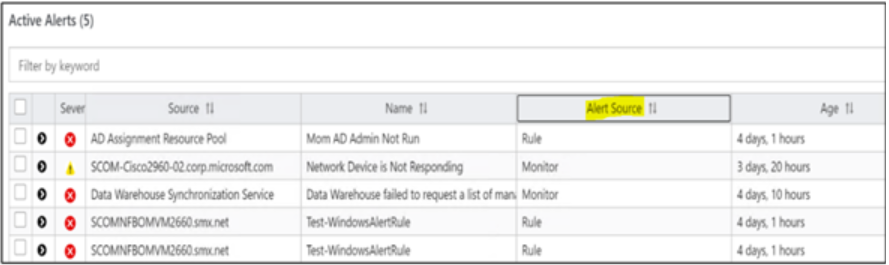 Active Alerts (5)
Filter by keyword
Sever Source Name Alert Source Age
AD Assignment Resource Pool Mom AD Admin Not Run Rule 4 days, 1 hours
SCOM-Cisco2960-02.corp.microsoft.com Network Device is Not Responding Monitor 3 days, 20 hours
Data Warehouse Synchronization Service Data Warehouse failed to request a list of man Monitor 4 days, 10 hours
SCOMNFBOMVM2660.smx.net Test-WindowsAlertRule Rule 4 days, 1 hours
SCOMNFBOMVM2660.smx.net Test-WindowsAlertRule Rule 4 days, 1 hours